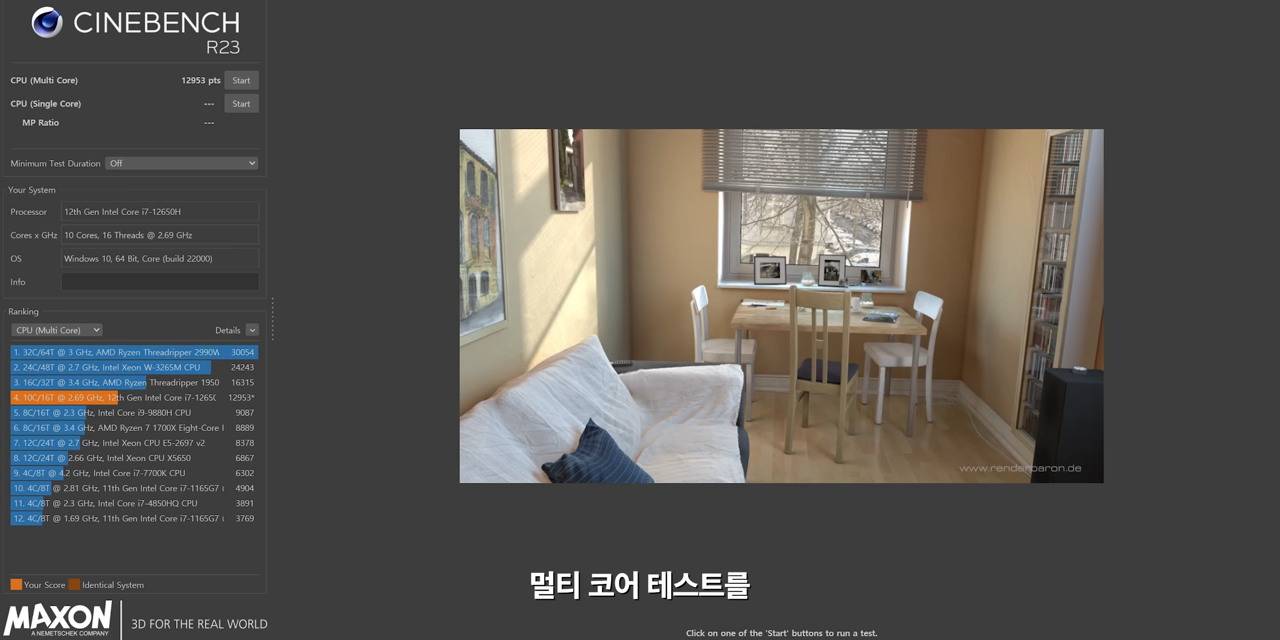 CINEBENCH
R23
CPU (Multi Core) 12953 pts Start
CPU (Single Core) --- Start
MP Ratio ---
Minimum Test Duration Off
Your System
Processor 12th Gen Intel Core i7-12650H
Cores x GHz 10 Cores, 16 Threads @ 2.69 GHz
OS Windows 10, 64 Bit, Core (build 22000)
Info
Ranking
CPU (Multi Core) Details
1. 32C/64T @ 3 GHz, AMD Ryzen Threadripper 2990W 30054
2. 24C/48T @ 2.7 GHz, Intel Xeon W-3265M CPU 24243
3. 16C/32T @ 3.4 GHz, AMD Ryzen Threadripper 1950 16315
4. 10C/16T @ 2.69 GHz, 12th Gen Intel Core i7-1265( 12953*
5. 8C/16T @ 2.3 GHz, Intel Core i9-9880H CPU 9087
6. 8C/16T @ 3.4 GHz, AMD Ryzen 7 1700X Eight-Core 8889
7. 12C/24T @ 2.7 GHz, Intel Xeon CPU E5-2697 v2 8378
8. 12C/24T @ 2.66 GHz, Intel Xeon CPU X5650 6867
9. 4C/8T @ 4.2 GHz, Intel Core i7-7700K CPU 6302
10. 4C/8T @ 2.81 GHz, 11th Gen Intel Core i7-1165G7 4904
11. 4C/8T @ 2.3 GHz, Intel Core i7-4850HQ CPU 3891
12. 4C/8T @ 1.69 GHz, 11th Gen Intel Core i7-1165G7 3769
Your Score Identical System
MAXON
A NEMETSCHEK COMPANY
3D FOR THE REAL WORLD
www.renderbaron.de
멀티 코어 테스트를
Click on one of the 'Start' buttons to run a test.